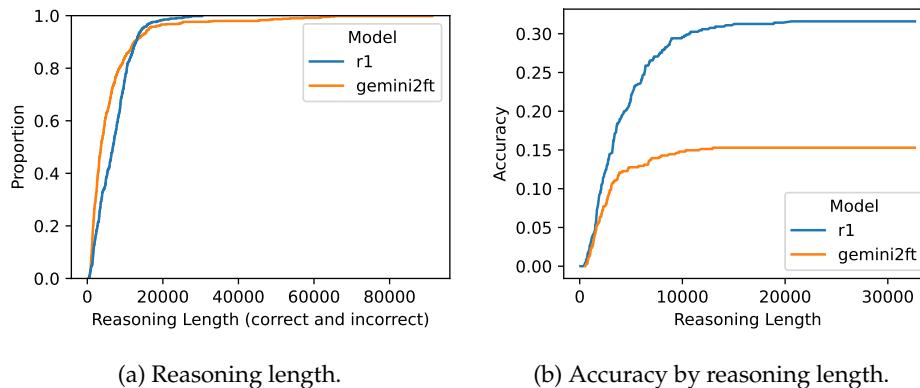 1.0
0.8
0.6
0.4
0.2
0.0
Proportion
0
20000
40000
60000
80000
Reasoning Length (correct and incorrect)
Model
r1
gemini2ft
(a) Reasoning length.
0.30
0.25
0.20
0.15
0.10
0.05
0.00
Accuracy
0
10000
20000
30000
Reasoning Length
Model
r1
gemini2ft
(b) Accuracy by reasoning length.